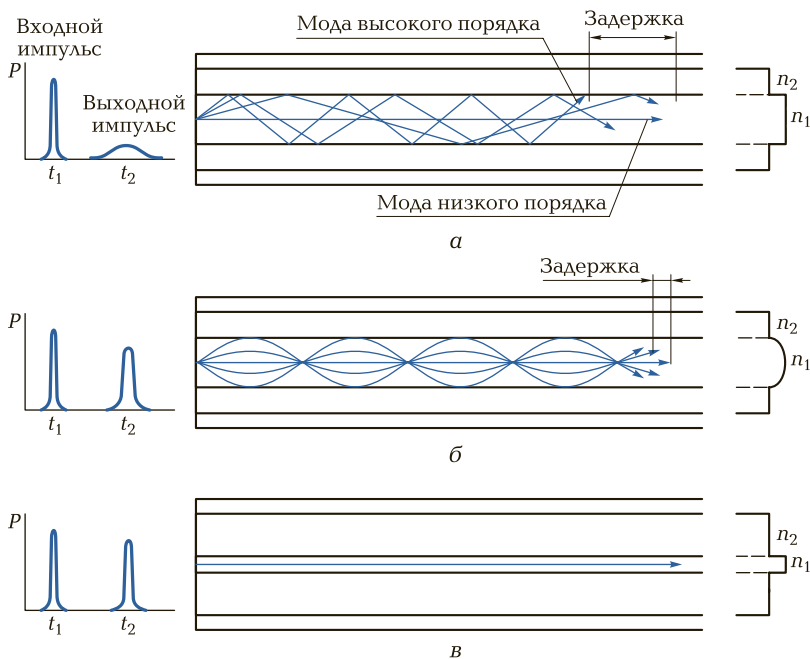 Входной
импульс
P
Выходной
импульс
t1
t2
Мода высокого порядка
Задержка
Мода низкого порядка
n2
n1
а
P
t1
t2
Задержка
n2
n1
б
P
t1
t2
n2
n1
в